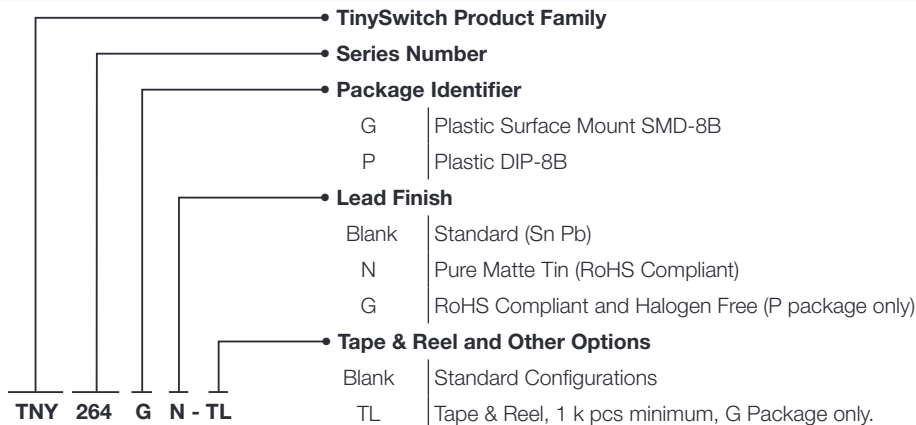 TinySwitch Product Family
Series Number
Package Identifier
G Plastic Surface Mount SMD-8B
P Plastic DIP-8B
Lead Finish
Blank Standard (Sn Pb)
N Pure Matte Tin (RoHS Compliant)
G RoHS Compliant and Halogen Free (P package only)
Tape & Reel and Other Options
Blank Standard Configurations
TNY 264 G N - TL TL Tape & Reel, 1 k pcs minimum, G Package only.